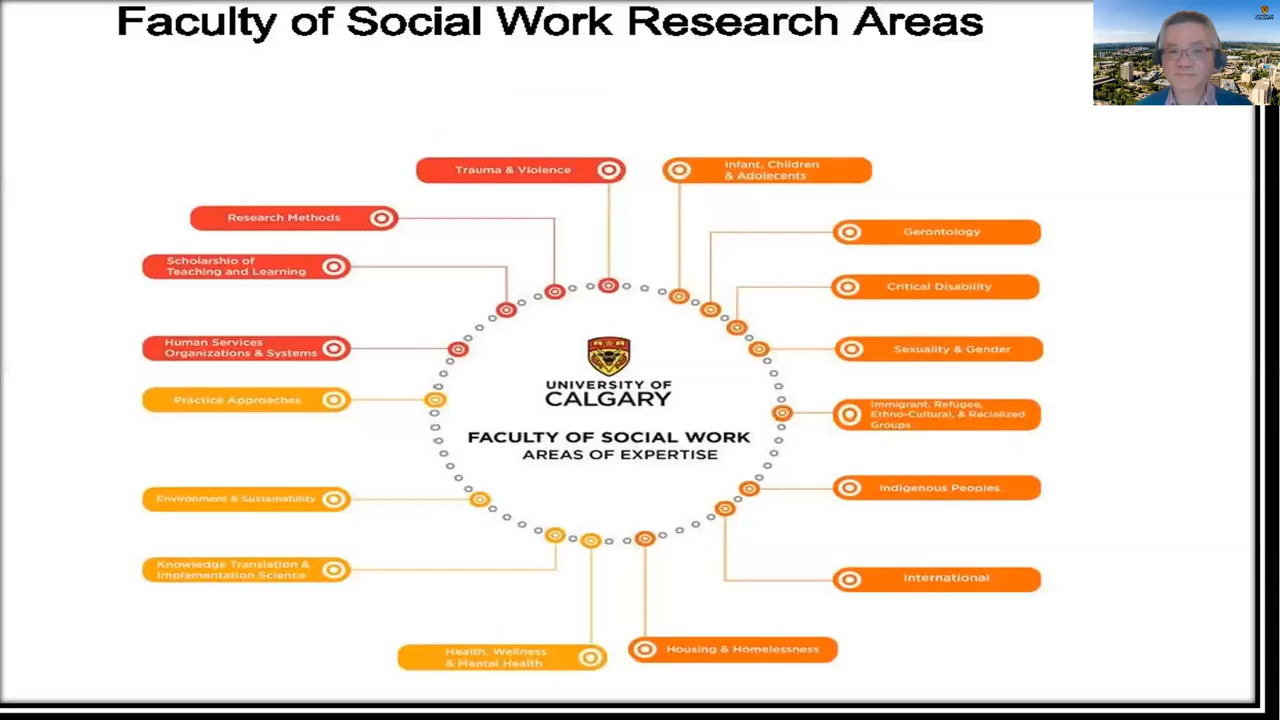 Faculty of Social Work Research Areas
CALGARY
Trauma & Violence
Infant, Children
& Adolecents
Research Methods
Gerontology
Scholarship of
Teaching and Learning
Critical Disability
Human Services
Organizations & Systems
Sexuality & Gender
Practice Approaches
Immigrant, Refugee,
Ethno-Cultural, & Racialized
Groups
UNIVERSITY OF
CALGARY
FACULTY OF SOCIAL WORK
AREAS OF EXPERTISE
Environment & Sustainability
Indigenous Peoples
Knowledge Translation &
Implementation Science
International
Health, Wellness
& Mental Health
Housing & Homelessness